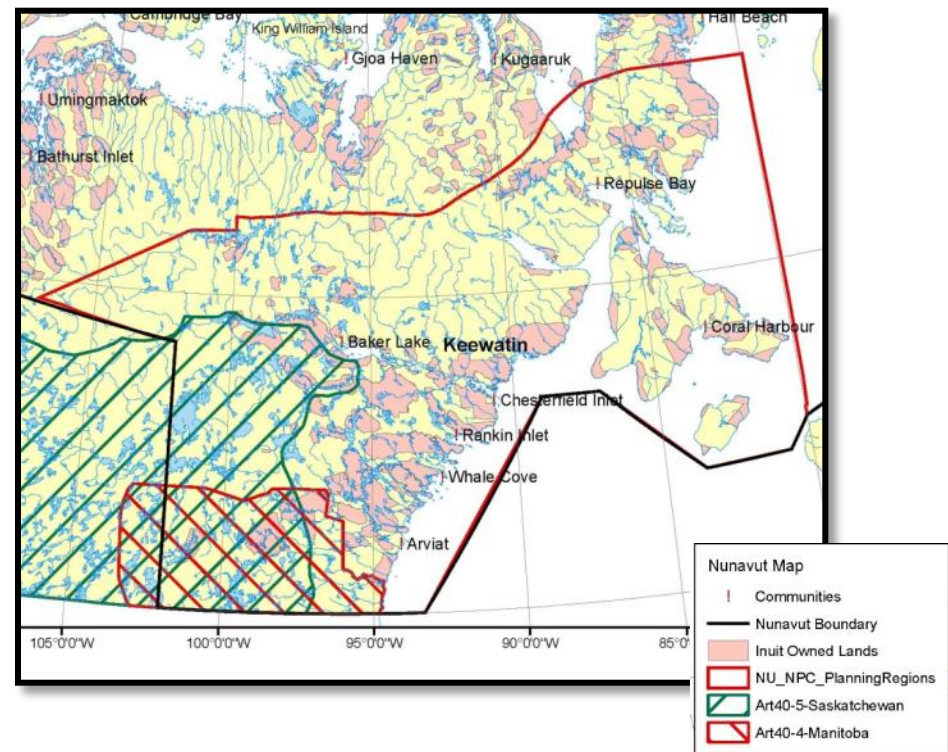 Cambridge Bay
King William Island
Hall Beach
Gjoa Haven
Kugaaruk
Umingmaktok
Bathurst Inlet
Repulse Bay
Coral Harbour
Baker Lake
Keewatin
Chesterfield Inlet
Rankin Inlet
Whale Cove
Arviat
105°0'0"W
100°0'0"W
95°0'0"W
90°0'0"W
85°0
Nunavut Map
Communities
Nunavut Boundary
Inuit Owned Lands
NU_NPC_PlanningRegions
Art40-5-Saskatchewan
Art40-4-Manitoba